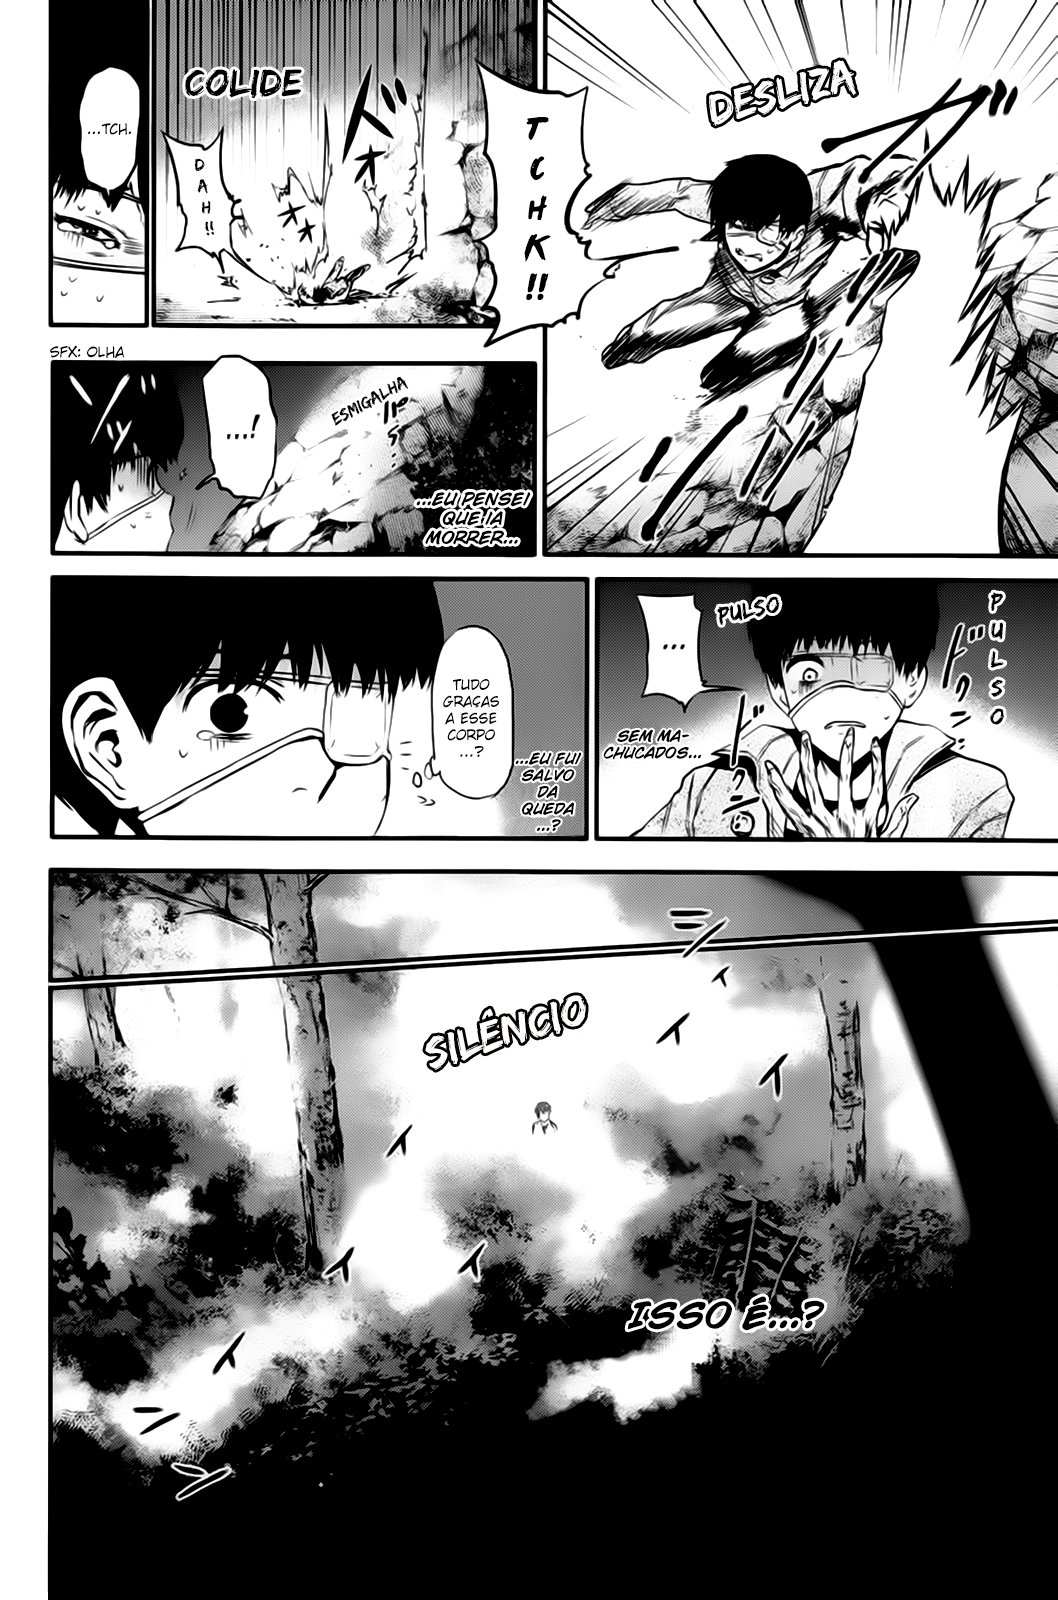 DESLIZA
TCHK!!
COLIDE
DAH!!
...TCH.
SFX: OLHA
ESMIGALHA
...!
...EU PENSEI
QUE IA
MORRER...
PULSO
PULSO
...
SEM MA-
CHUCADOS...
TUDO
GRAÇAS
A ESSE
CORPO
...?
...EU FUI
SALVO
DA
QUEDA
...?
SILÊNCIO
ISSO É...?